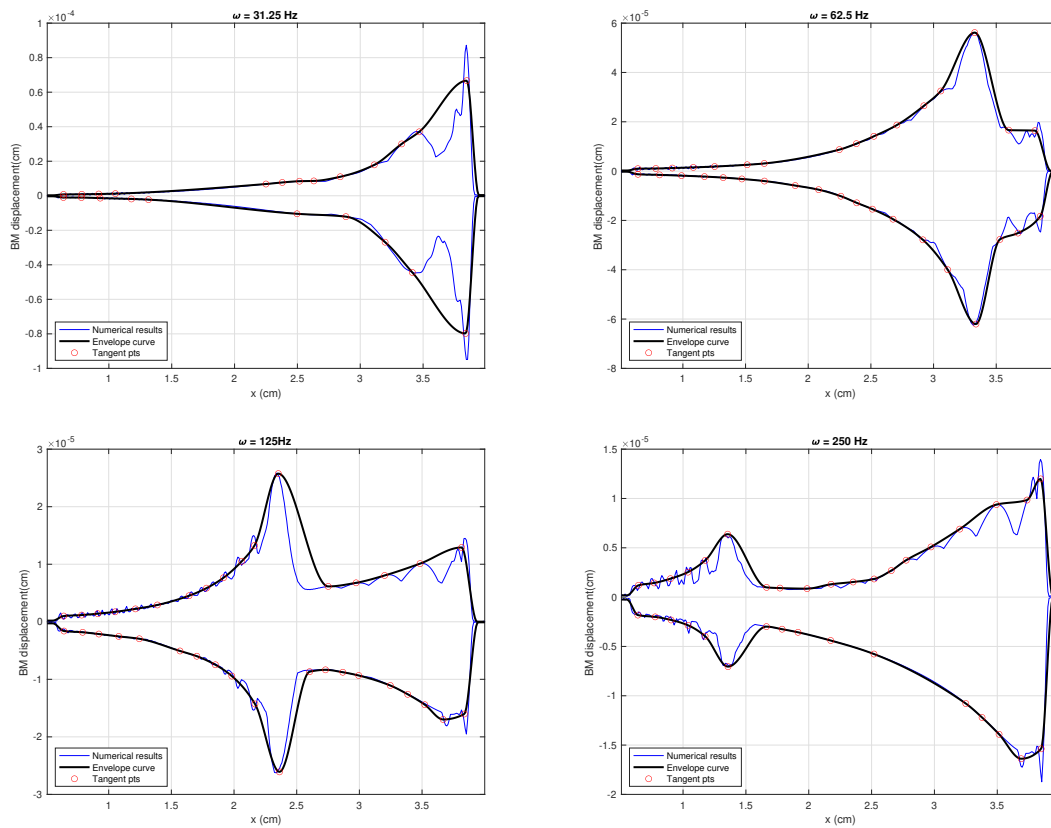 ×10⁻⁴
ω = 31.25 Hz
1
0.8
0.6
0.4
0.2
0
-0.2
-0.4
-0.6
-0.8
-1
BM displacement(cm)
Numerical results
Envelope curve
Tangent pts
1
1.5
2
2.5
3
3.5
x (cm)
×10⁻⁵
ω = 62.5 Hz
6
4
2
0
-2
-4
-6
-8
BM displacement(cm)
Numerical results
Envelope curve
Tangent pts
1
1.5
2
2.5
3
3.5
x (cm)
×10⁻⁵
ω = 125Hz
3
2
1
0
-1
-2
-3
BM displacement(cm)
Numerical results
Envelope curve
Tangent pts
1
1.5
2
2.5
3
3.5
x (cm)
×10⁻⁵
ω = 250 Hz
1.5
1
0.5
0
-0.5
-1
-1.5
-2
BM displacement(cm)
Numerical results
Envelope curve
Tangent pts
1
1.5
2
2.5
3
3.5
x (cm)